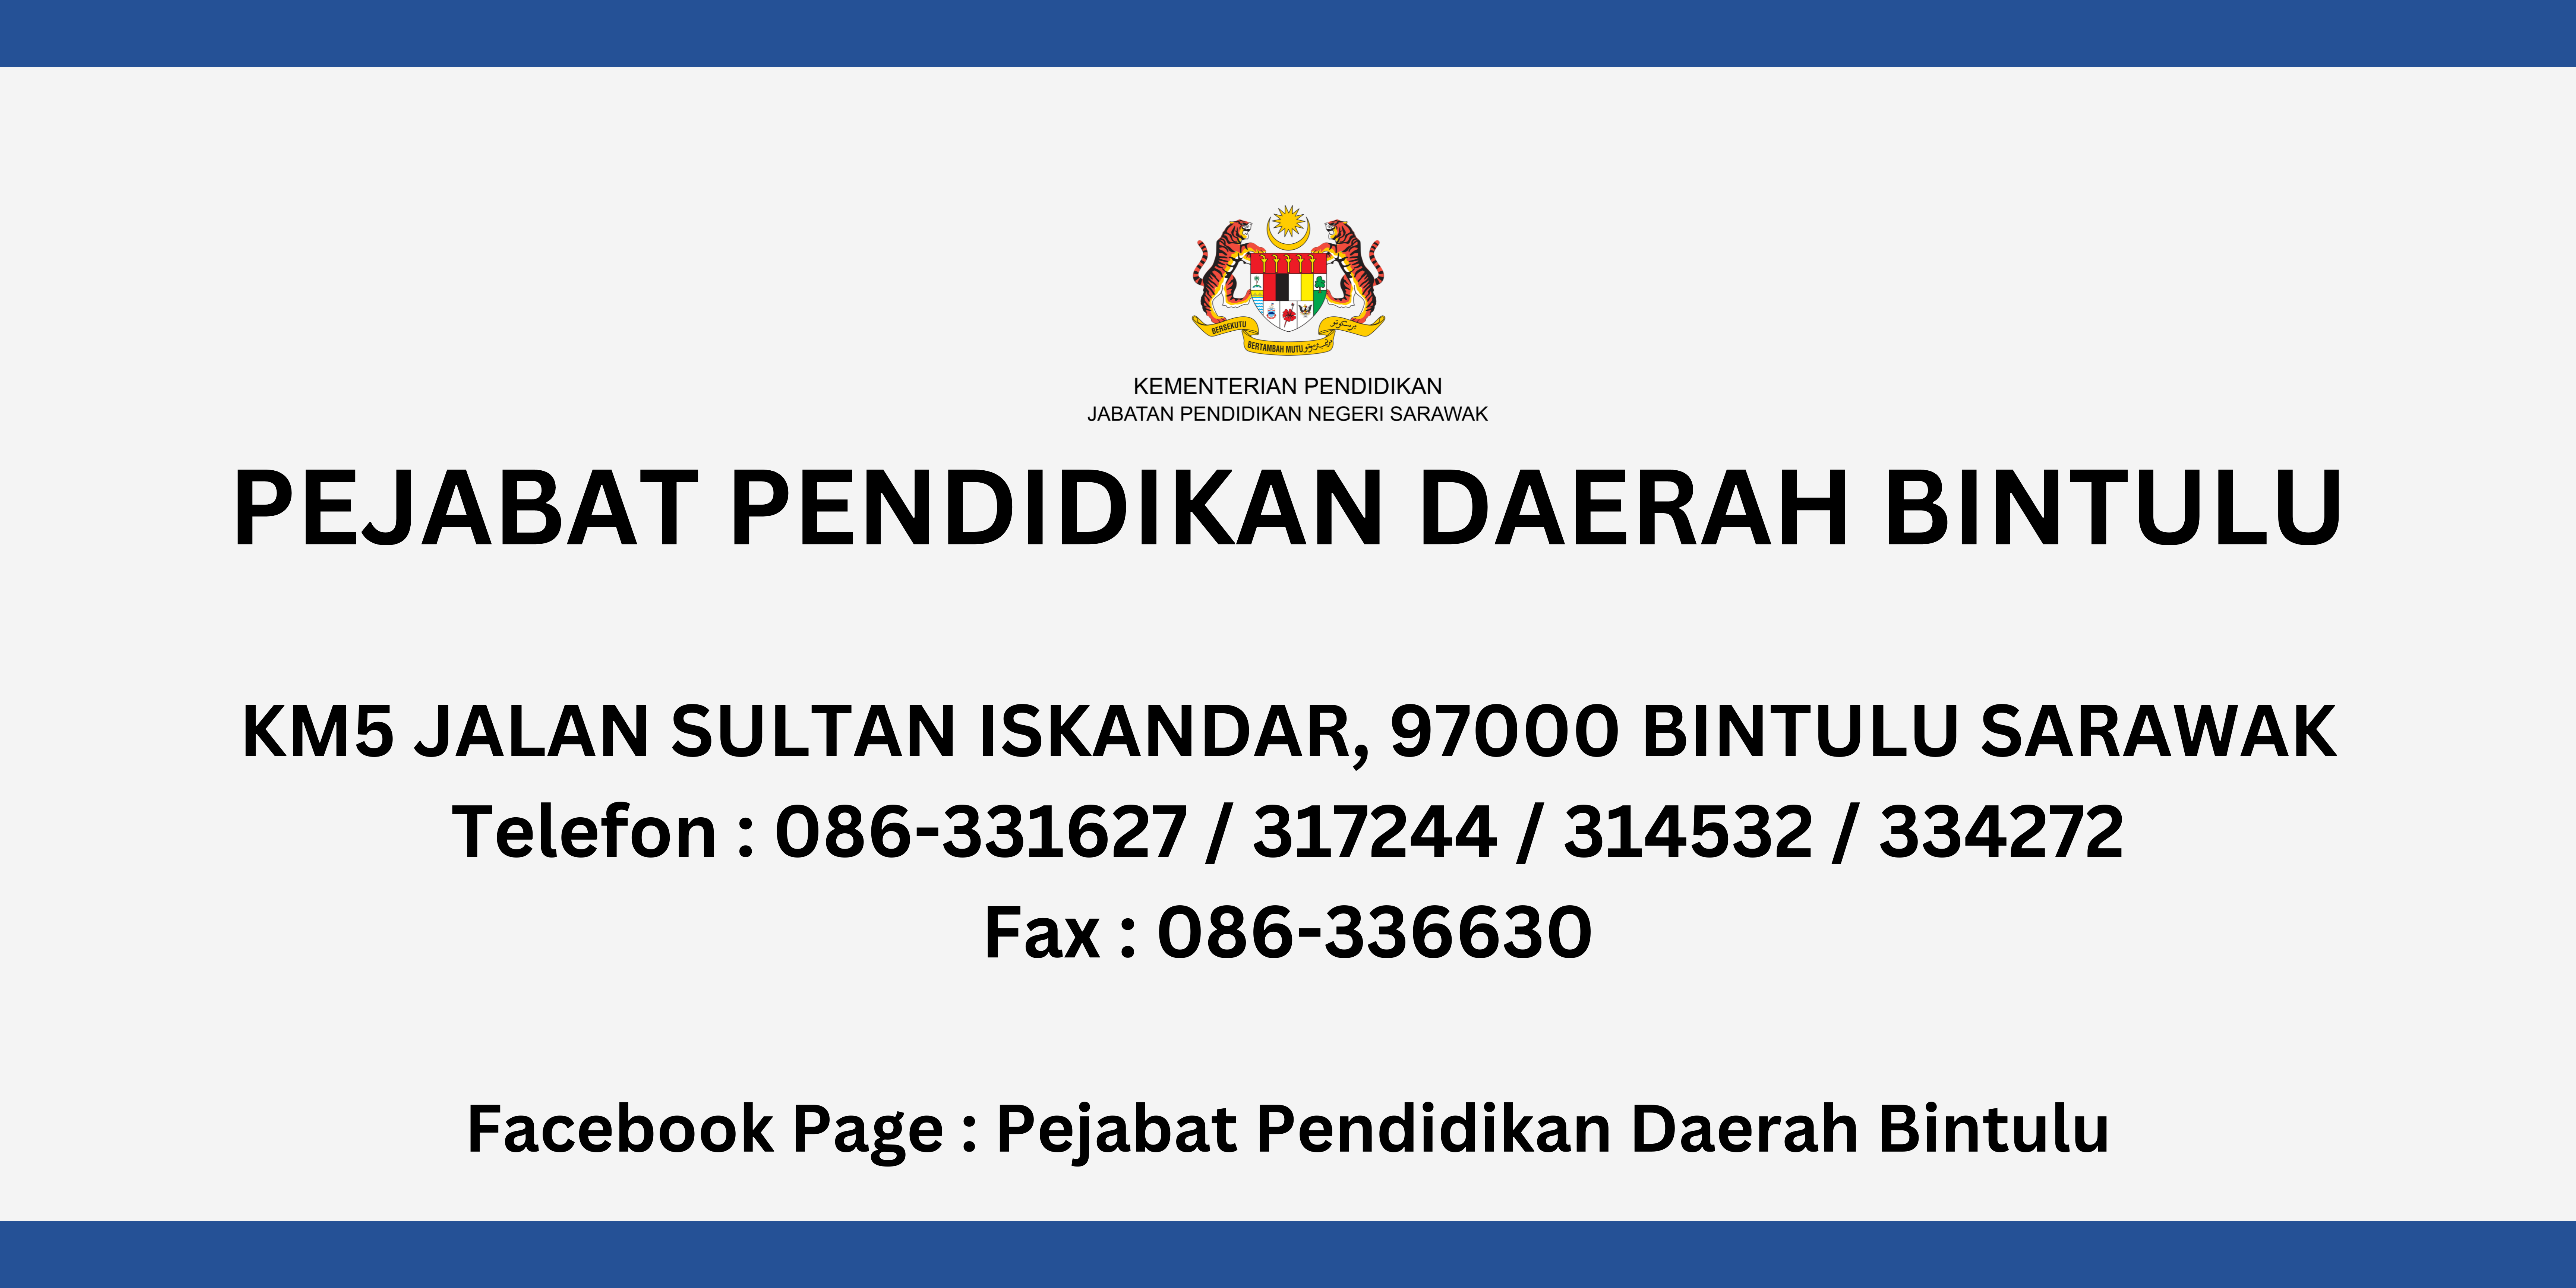 BERSEKUTU
BERTAMBAH MUTU
KEMENTERIAN PENDIDIKAN
JABATAN PENDIDIKAN NEGERI SARAWAK
PEJABAT PENDIDIKAN DAERAH BINTULU
KM5 JALAN SULTAN ISKANDAR, 97000 BINTULU SARAWAK
Telefon : 086-331627 / 317244 / 314532 / 334272
Fax : 086-336630
Facebook Page : Pejabat Pendidikan Daerah Bintulu